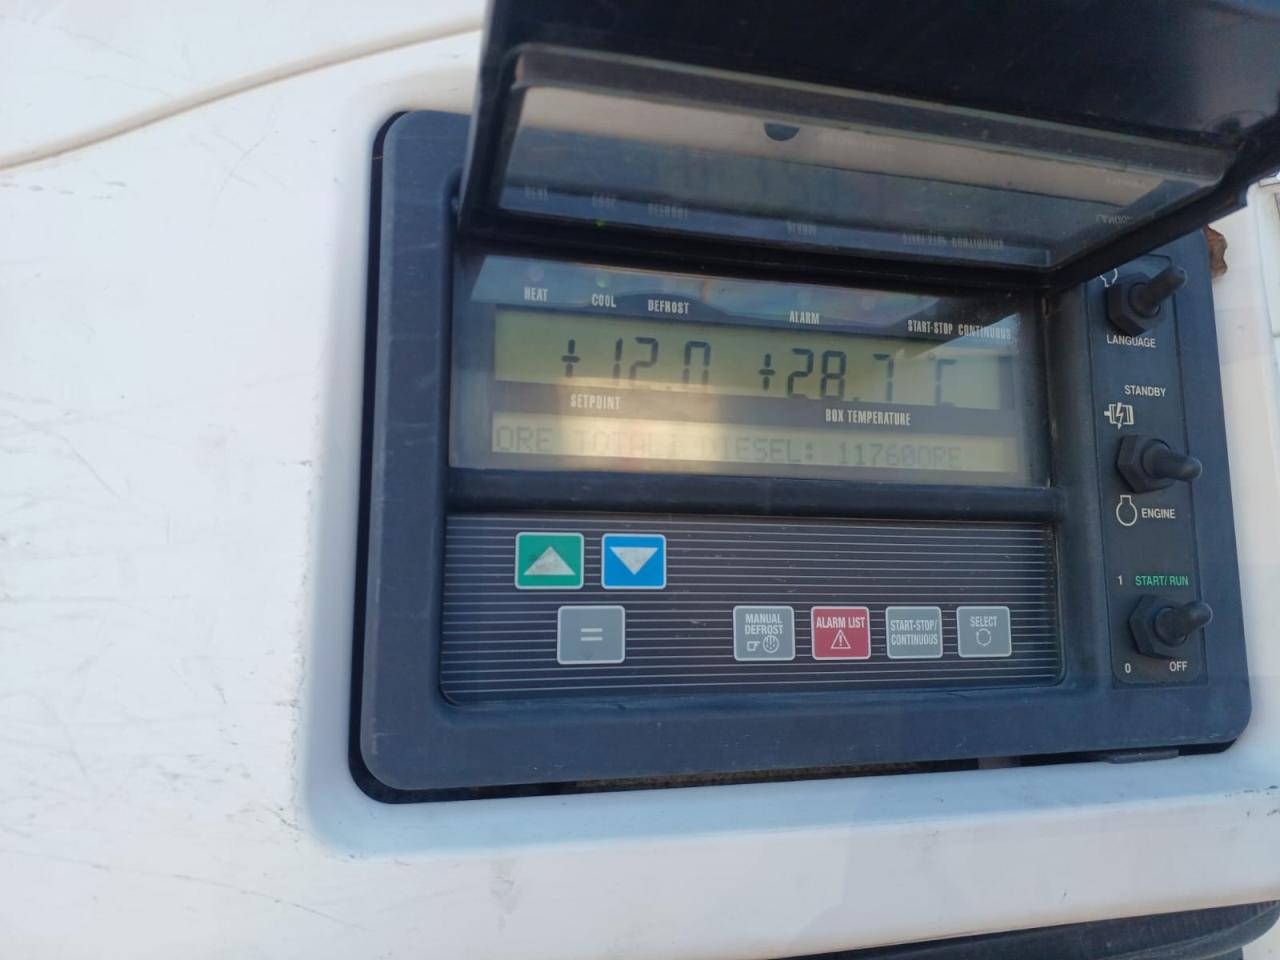 HEAT COOL DEFROST ALARM START-STOP CONTINUOUS
+12.0 +28.7 °C
SETPOINT BOX TEMPERATURE
ORE DIESEL: 11760ORE
LANGUAGE
STANDBY
ENGINE
1 START/RUN
0 OFF
=
MANUAL DEFROST
ALARM LIST
START-STOP/
CONTINUOUS
SELECT